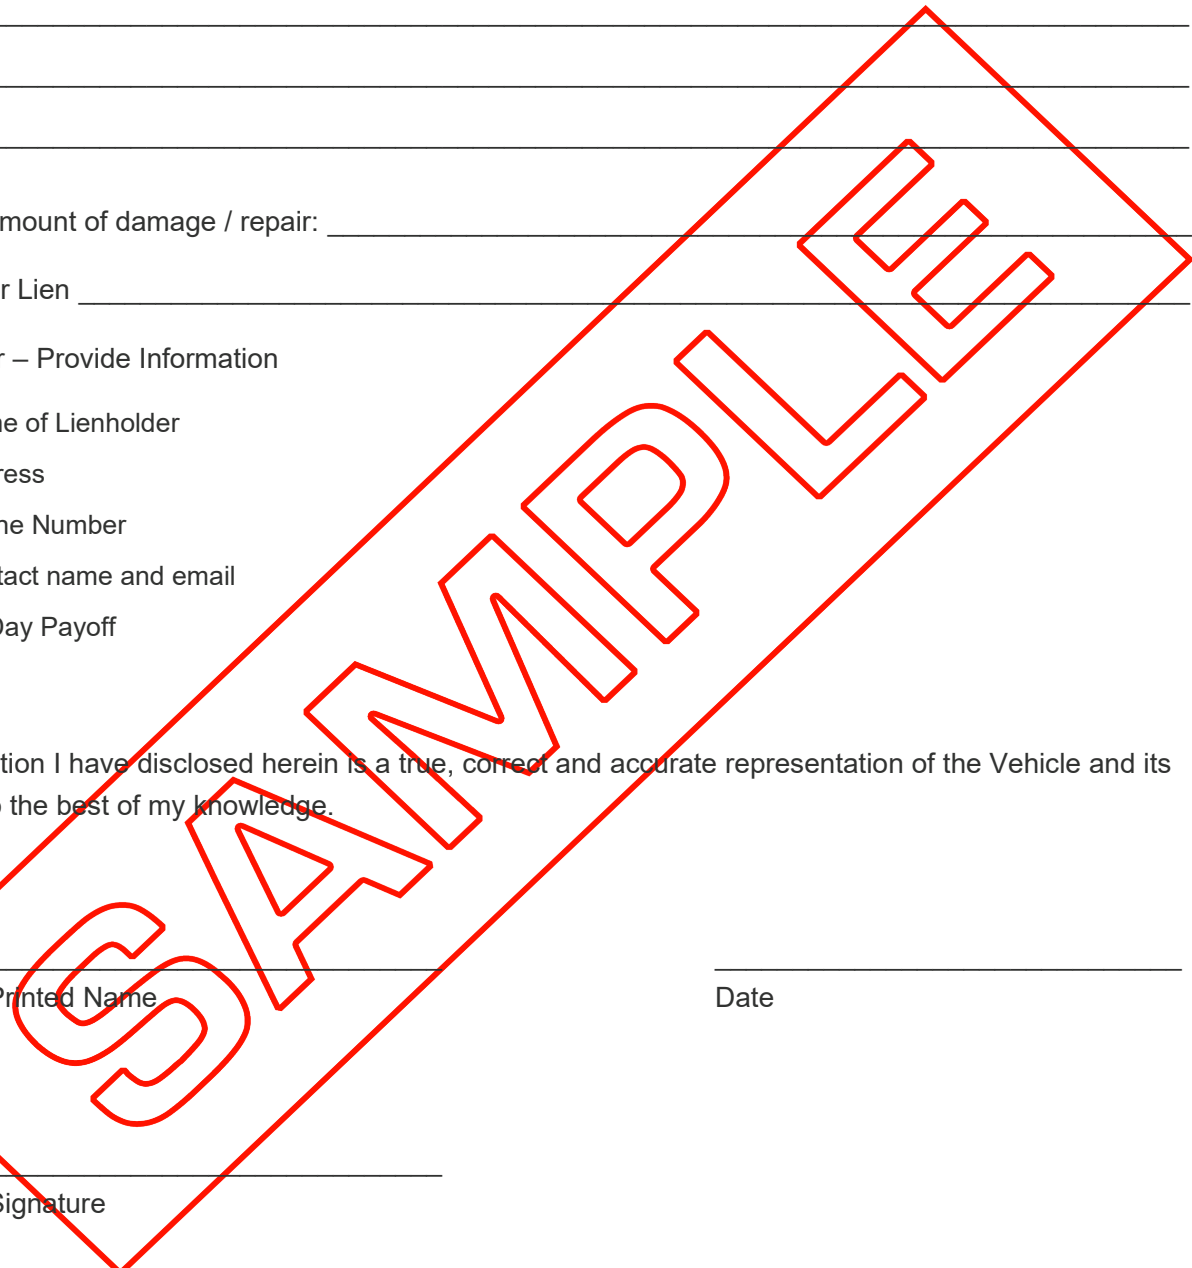 mount of damage / repair:
r Lien
r – Provide Information
e of Lienholder
ress
ne Number
tact name and email
Day Payoff
tion I have disclosed herein is a true, correct and accurate representation of the Vehicle and its
o the best of my knowledge.
Printed Name Date
Signature
SAMPLE